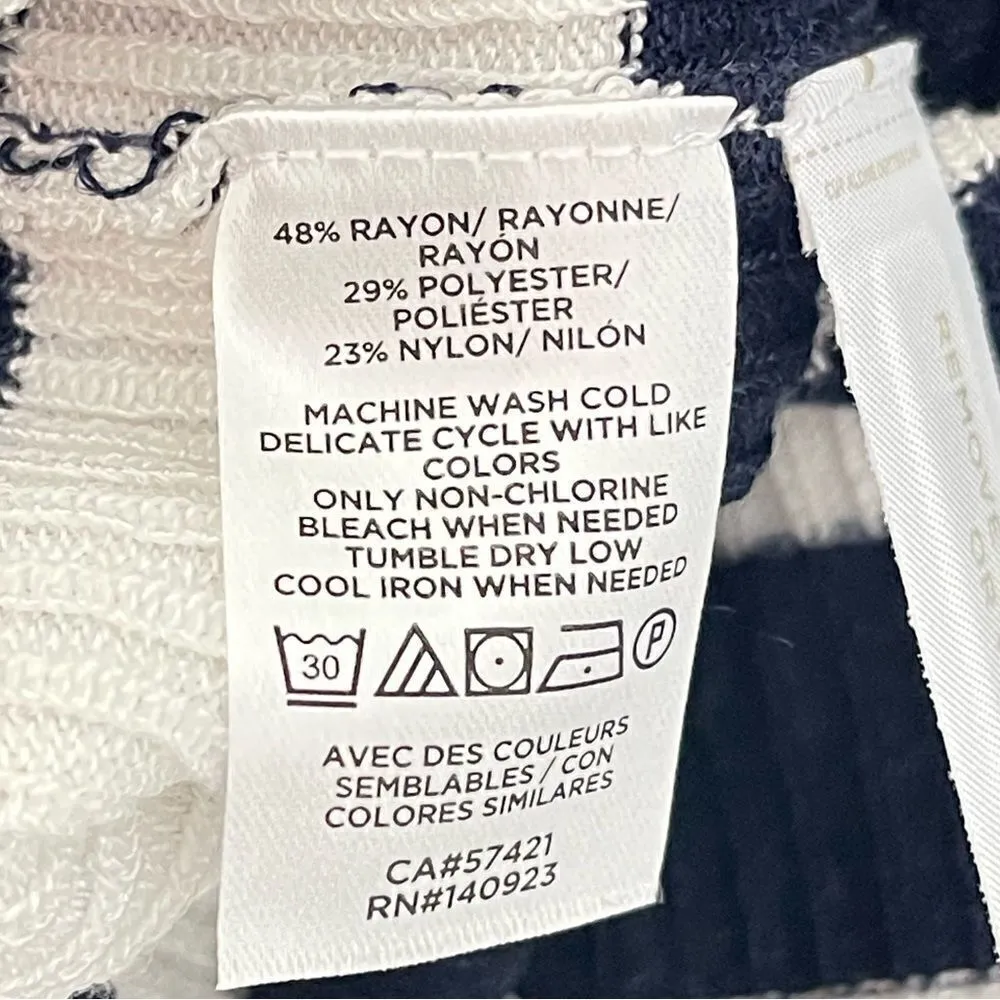 48% RAYON/ RAYONNE/
RAYÓN
29% POLYESTER/
POLIÉSTER
23% NYLON/ NILÓN
MACHINE WASH COLD
DELICATE CYCLE WITH LIKE
COLORS
ONLY NON-CHLORINE
BLEACH WHEN NEEDED
TUMBLE DRY LOW
COOL IRON WHEN NEEDED
30
P
AVEC DES COULEURS
SEMBLABLES / CON
COLORES SIMILARES
CA#57421
RN#140923